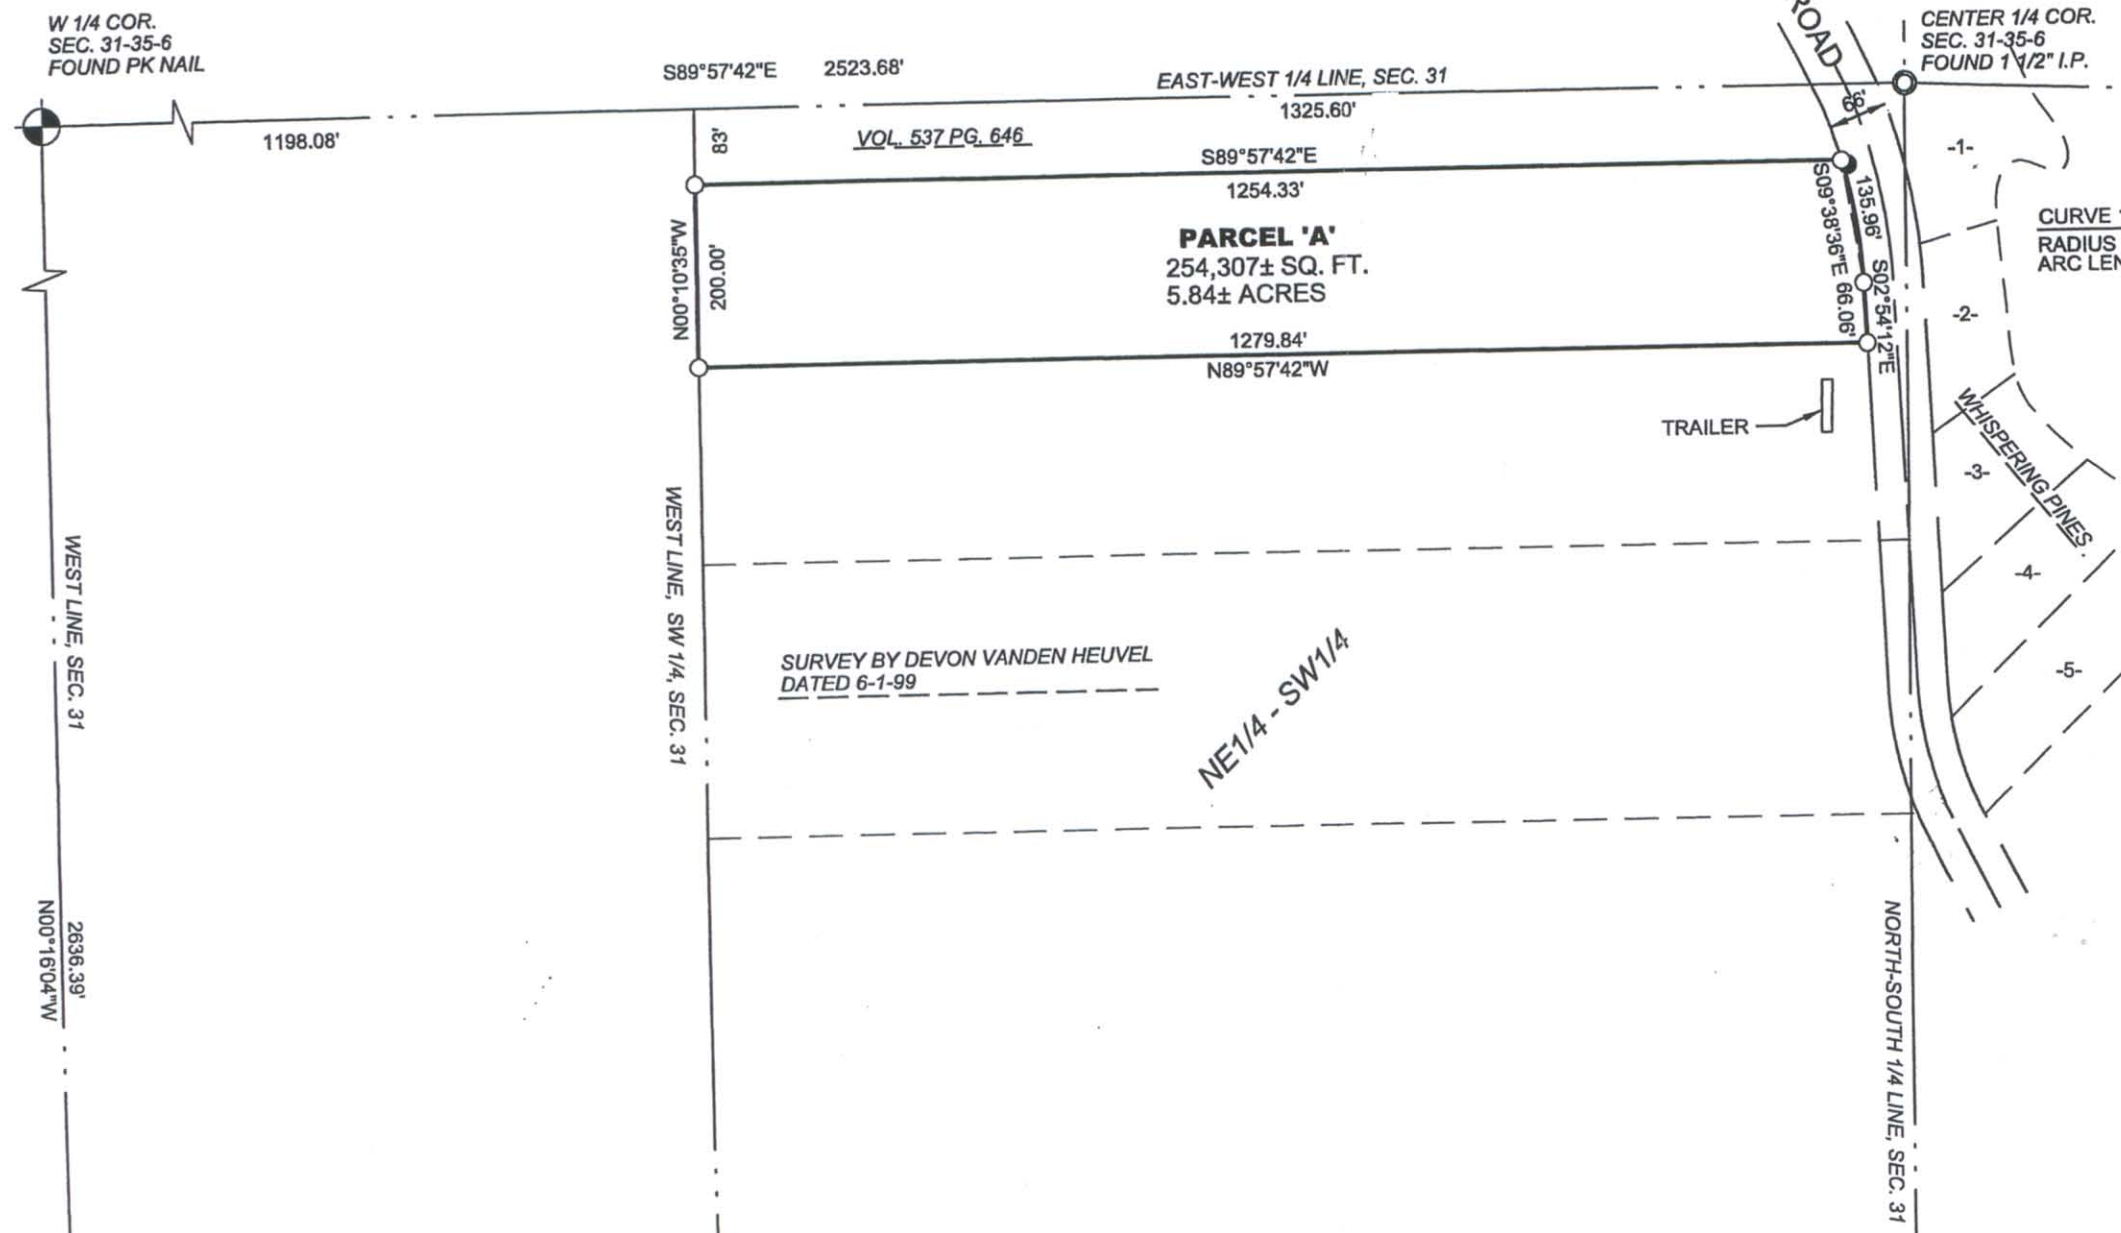 W 1/4 COR.
SEC. 31-35-6
FOUND PK NAIL
S89°57'42"E 2523.68'
EAST-WEST 1/4 LINE, SEC. 31
ROAD
CENTER 1/4 COR.
SEC. 31-35-6
FOUND 1 1/2" I.P.
1198.08'
1325.60'
66'
83'
VOL. 537 PG. 646
S89°57'42"E
1254.33'
-1-
N00°10'35"W
200.00'
PARCEL 'A'
254,307± SQ. FT.
5.84± ACRES
135.96'
S09°38'36"E
66.06'
S02°54'12"E
CURVE
RADIUS
ARC LEN
-2-
1279.84'
N89°57'42"W
TRAILER
WHISPERING PINES
-3-
-4-
-5-
WEST LINE, SEC. 31
WEST LINE, SW 1/4, SEC. 31
SURVEY BY DEVON VANDEN HEUVEL
DATED 6-1-99
NE1/4 - SW1/4
2636.39'
N00°16'04"W
NORTH-SOUTH 1/4 LINE, SEC. 31